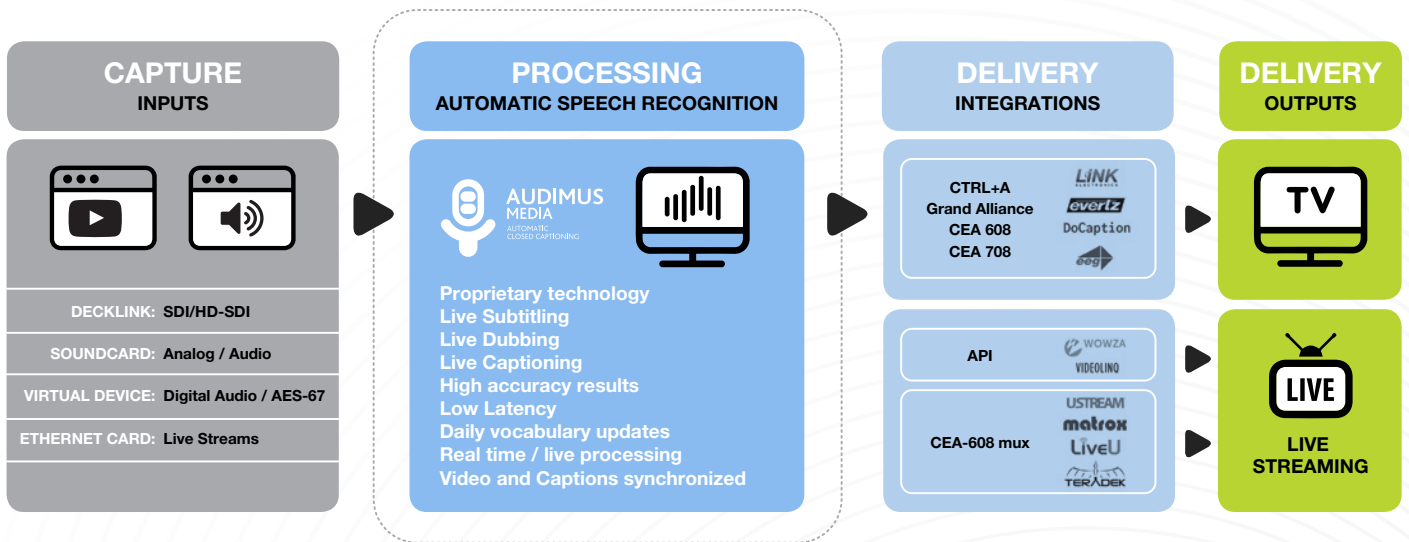 CAPTURE
INPUTS
DECKLINK: SDI/HD-SDI
SOUNDCARD: Analog / Audio
VIRTUAL DEVICE: Digital Audio / AES-67
ETHERNET CARD: Live Streams
PROCESSING
AUTOMATIC SPEECH RECOGNITION
AUDIMUS
MEDIA
AUTOMATIC
CLOSED CAPTIONING
Proprietary technology
Live Subtitling
Live Dubbing
Live Captioning
High accuracy results
Low Latency
Daily vocabulary updates
Real time / live processing
Video and Captions synchronized
DELIVERY
INTEGRATIONS
CTRL+A
Grand Alliance
CEA 608
CEA 708
LINK
ELECTRONICS
evertz
DoCaption
eeg
API
WOWZA
VIDEOLINQ
CEA-608 mux
USTREAM
matrox
LiveU
TERADEK
DELIVERY
OUTPUTS
TV
LIVE
LIVE
STREAMING